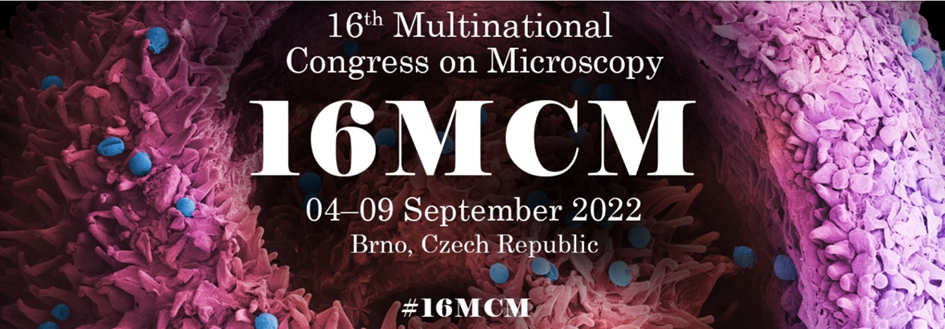 16th Multinational
Congress on Microscopy
16MCM
04–09 September 2022
Brno, Czech Republic
#16MCM